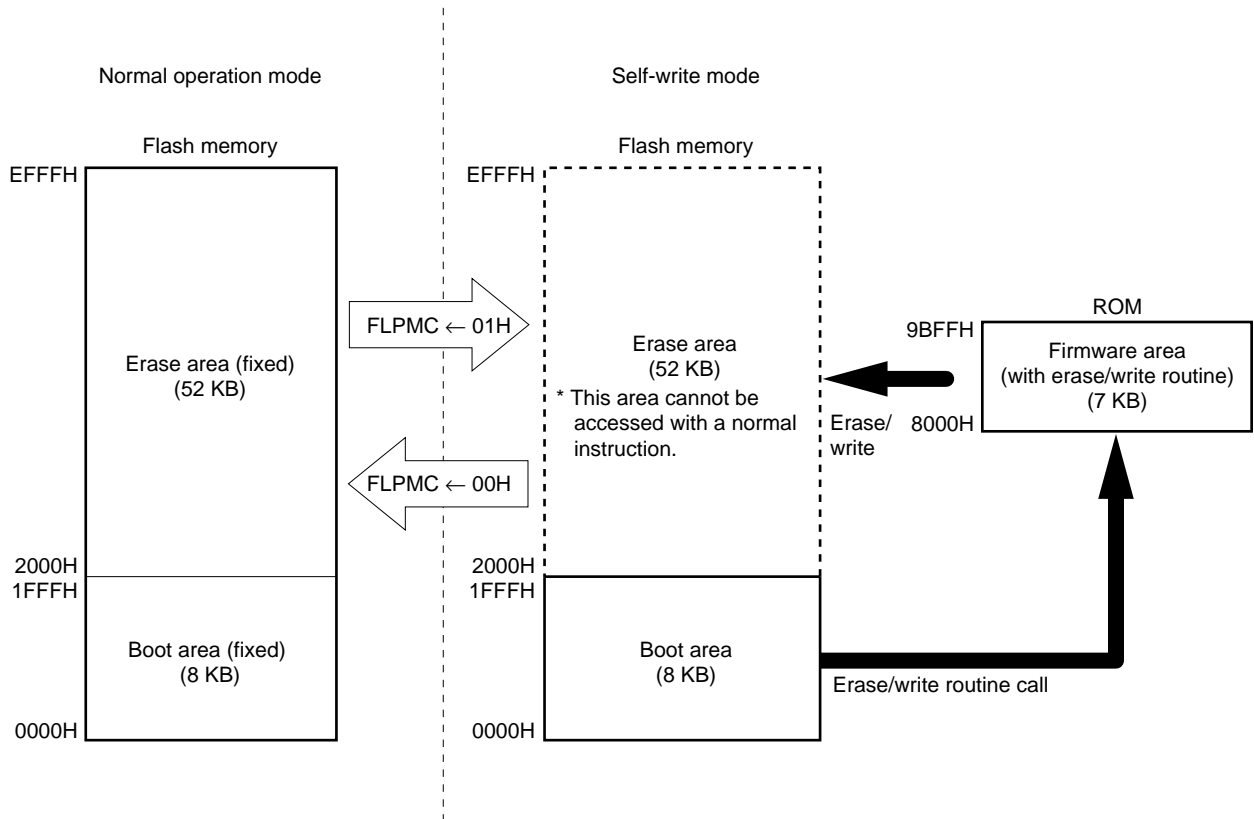 Normal operation mode
Self-write mode
Flash memory
Flash memory
EFFFH
EFFFH
FLPMC ← 01H
ROM
9BFFH
Erase area (fixed)
(52 KB)
Erase area
(52 KB)
* This area cannot be
accessed with a normal
instruction.
Firmware area
(with erase/write routine)
(7 KB)
Erase/
write
8000H
FLPMC ← 00H
2000H
1FFFH
2000H
1FFFH
Boot area (fixed)
(8 KB)
Boot area
(8 KB)
Erase/write routine call
0000H
0000H